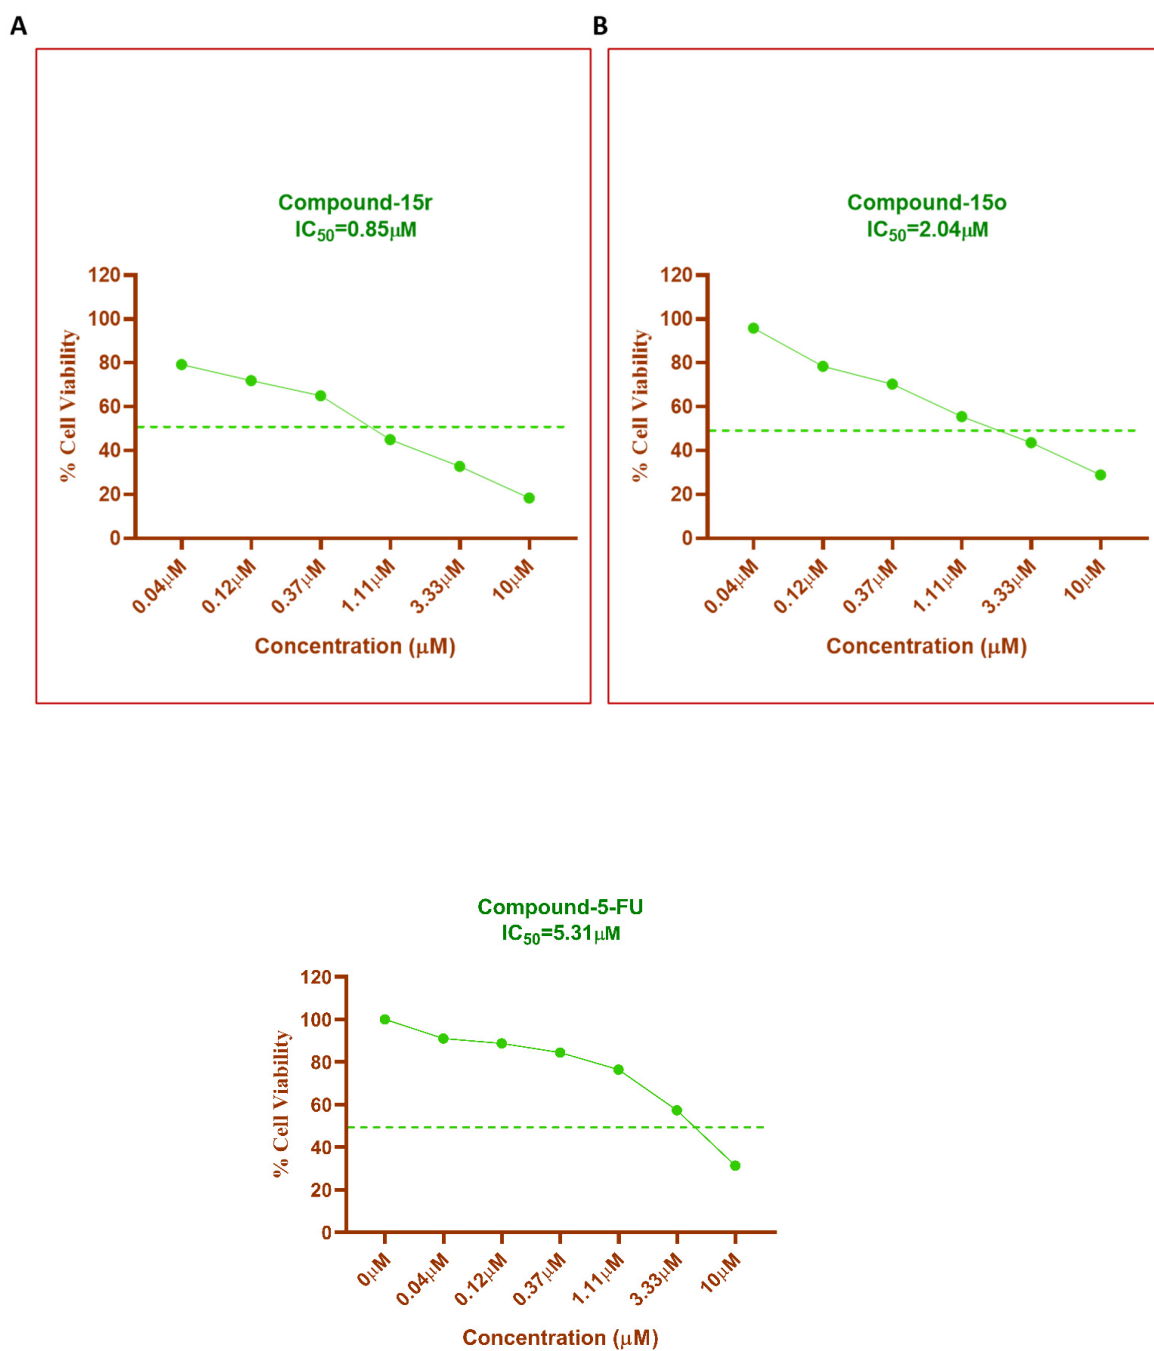 A
B
Compound-15r
IC₅₀=0.85μM
120
100
80
60
40
20
0
% Cell Viability
0.04μM
0.12μM
0.37μM
1.11μM
3.33μM
10μM
Concentration (μM)
Compound-15o
IC₅₀=2.04μM
120
100
80
60
40
20
0
% Cell Viability
0.04μM
0.12μM
0.37μM
1.11μM
3.33μM
10μM
Concentration (μM)
Compound-5-FU
IC₅₀=5.31μM
120
100
80
60
40
20
0
% Cell Viability
0μM
0.04μM
0.12μM
0.37μM
1.11μM
3.33μM
10μM
Concentration (μM)